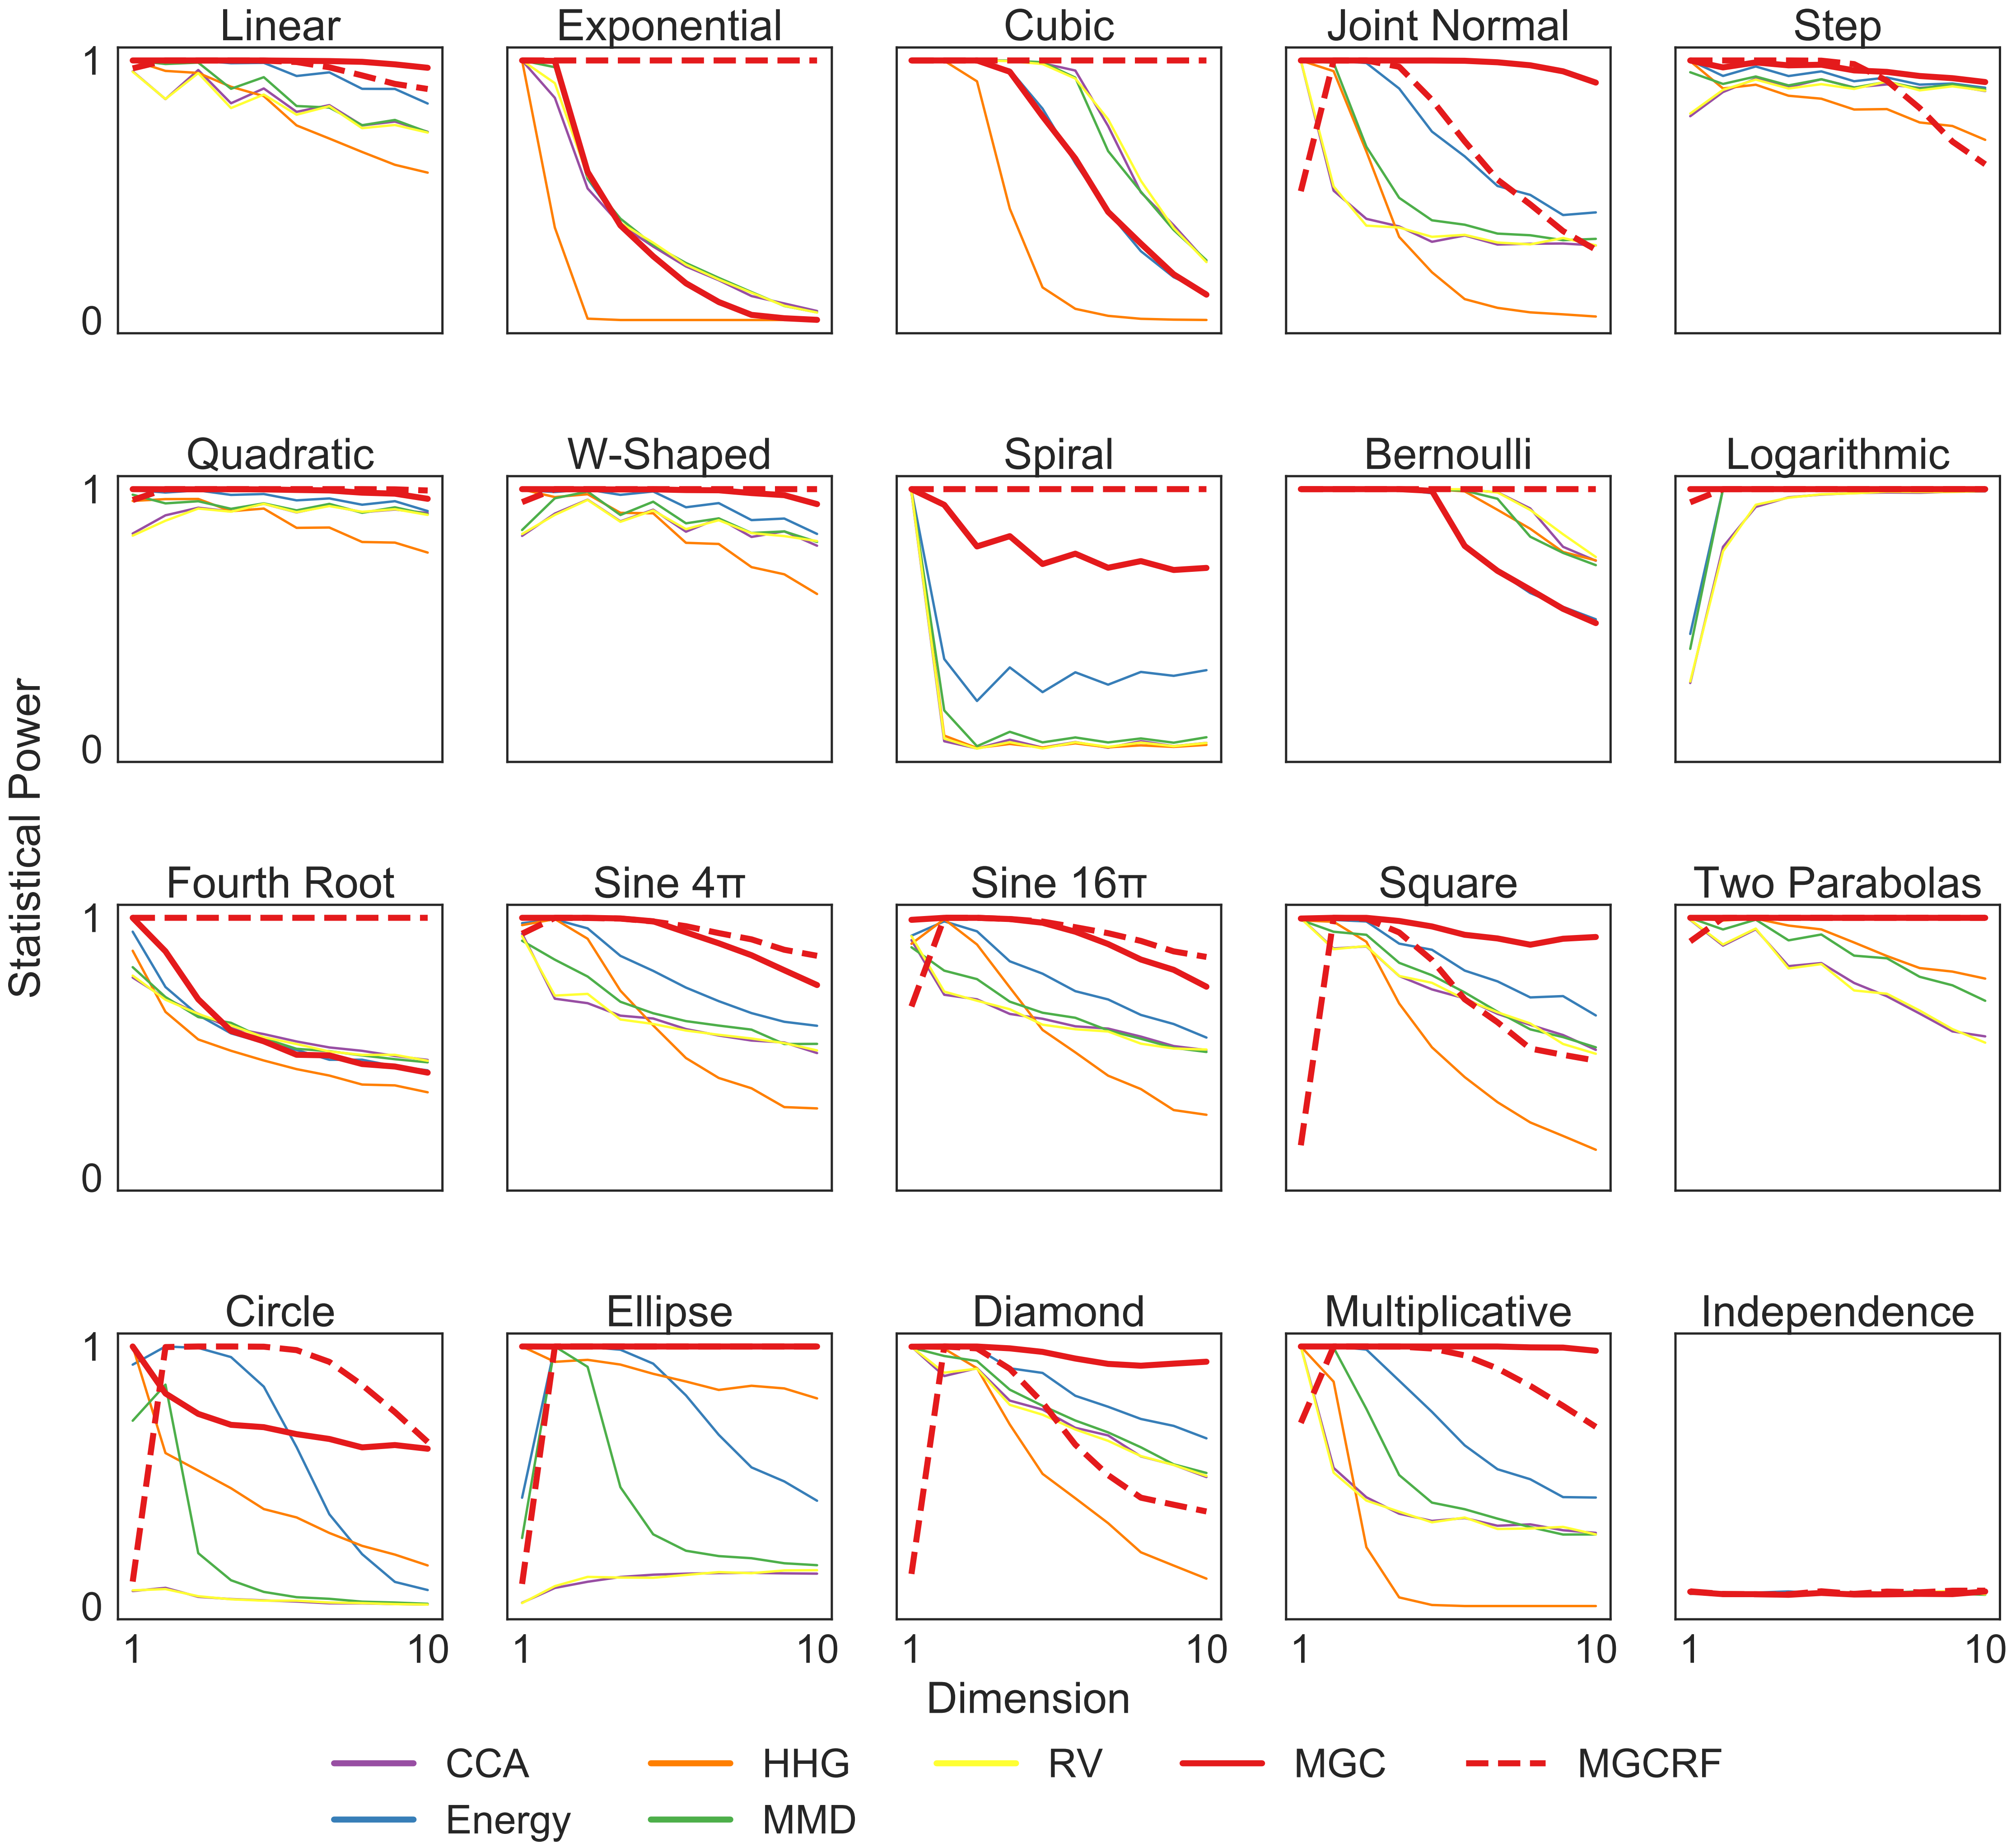 Linear Exponential Cubic Joint Normal Step
1
0
Quadratic W-Shaped Spiral Bernoulli Logarithmic
1
0
Statistical Power
Fourth Root Sine 4π Sine 16π Square Two Parabolas
1
0
Circle Ellipse Diamond Multiplicative Independence
1
0
1 10 1 10 1 10 1 10 1 10
Dimension
CCA HHG RV MGC MGCRF
Energy MMD